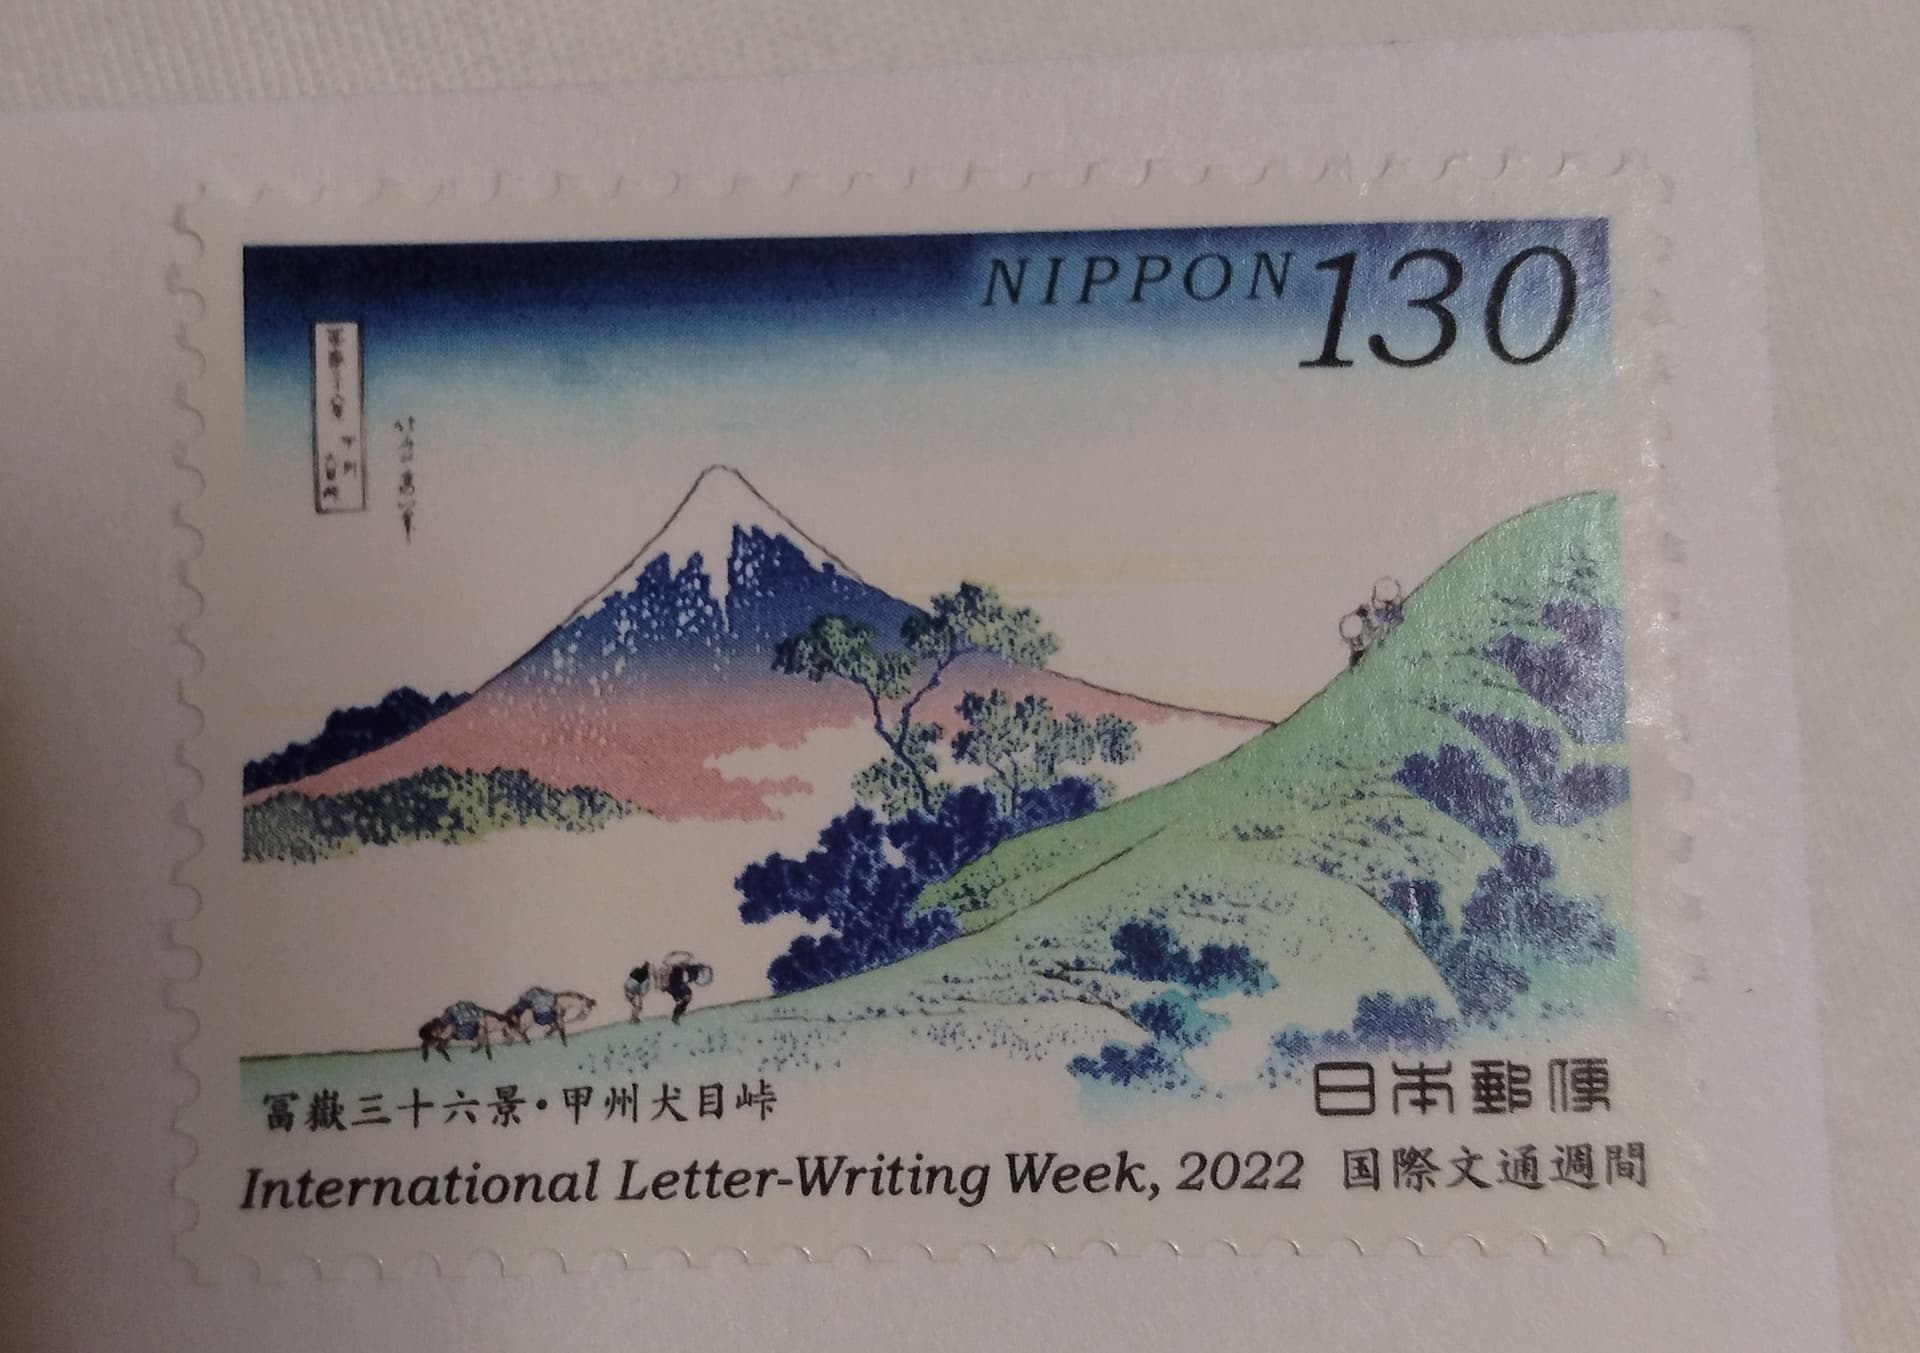 NIPPON 130
冨嶽三十六景・甲州犬目峠
日本郵便
International Letter-Writing Week, 2022 国際文通週間